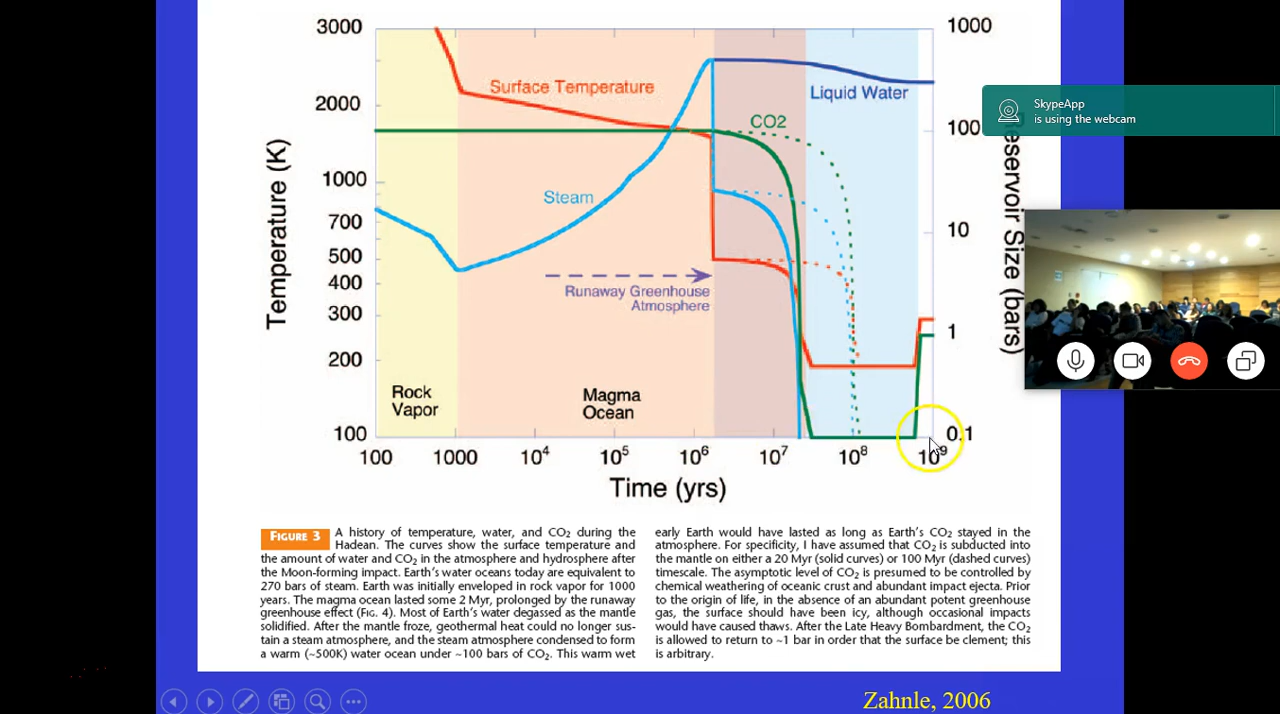 3000
2000
1000
700
500
400
300
200
100
Temperature (K)
Surface Temperature
Steam
CO2
Liquid Water
Runaway Greenhouse
Atmosphere
Rock
Vapor
Magma
Ocean
1000
100
10
1
0.1
Reservoir Size (bars)
100
1000
10⁴
10⁵
10⁶
10⁷
10⁸
10⁹
Time (yrs)
SkypeApp
is using the webcam
FIGURE 3 A history of temperature, water, and CO₂ during the
Hadean. The curves show the surface temperature and
the amount of water and CO₂ in the atmosphere and hydrosphere after
the Moon-forming impact. Earth's water oceans today are equivalent to
270 bars of steam. Earth was initially enveloped in rock vapor for 1000
years. The magma ocean lasted some 2 Myr, prolonged by the runaway
greenhouse effect (FIG. 4). Most of Earth's water degassed as the mantle
solidified. After the mantle froze, geothermal heat could no longer sus-
tain a steam atmosphere, and the steam atmosphere condensed to form
a warm (~500K) water ocean under ~100 bars of CO₂. This warm wet
early Earth would have lasted as long as Earth's CO₂ stayed in the
atmosphere. For specificity, I have assumed that CO₂ is subducted into
the mantle on either a 20 Myr (solid curves) or 100 Myr (dashed curves)
timescale. The asymptotic level of CO₂ is presumed to be controlled by
chemical weathering of oceanic crust and abundant impact ejecta. Prior
to the origin of life, in the absence of an abundant potent greenhouse
gas, the surface should have been icy, although occasional impacts
would have caused thaws. After the Late Heavy Bombardment, the CO₂
is allowed to return to ~1 bar in order that the surface be clement; this
is arbitrary.
Zahnle, 2006